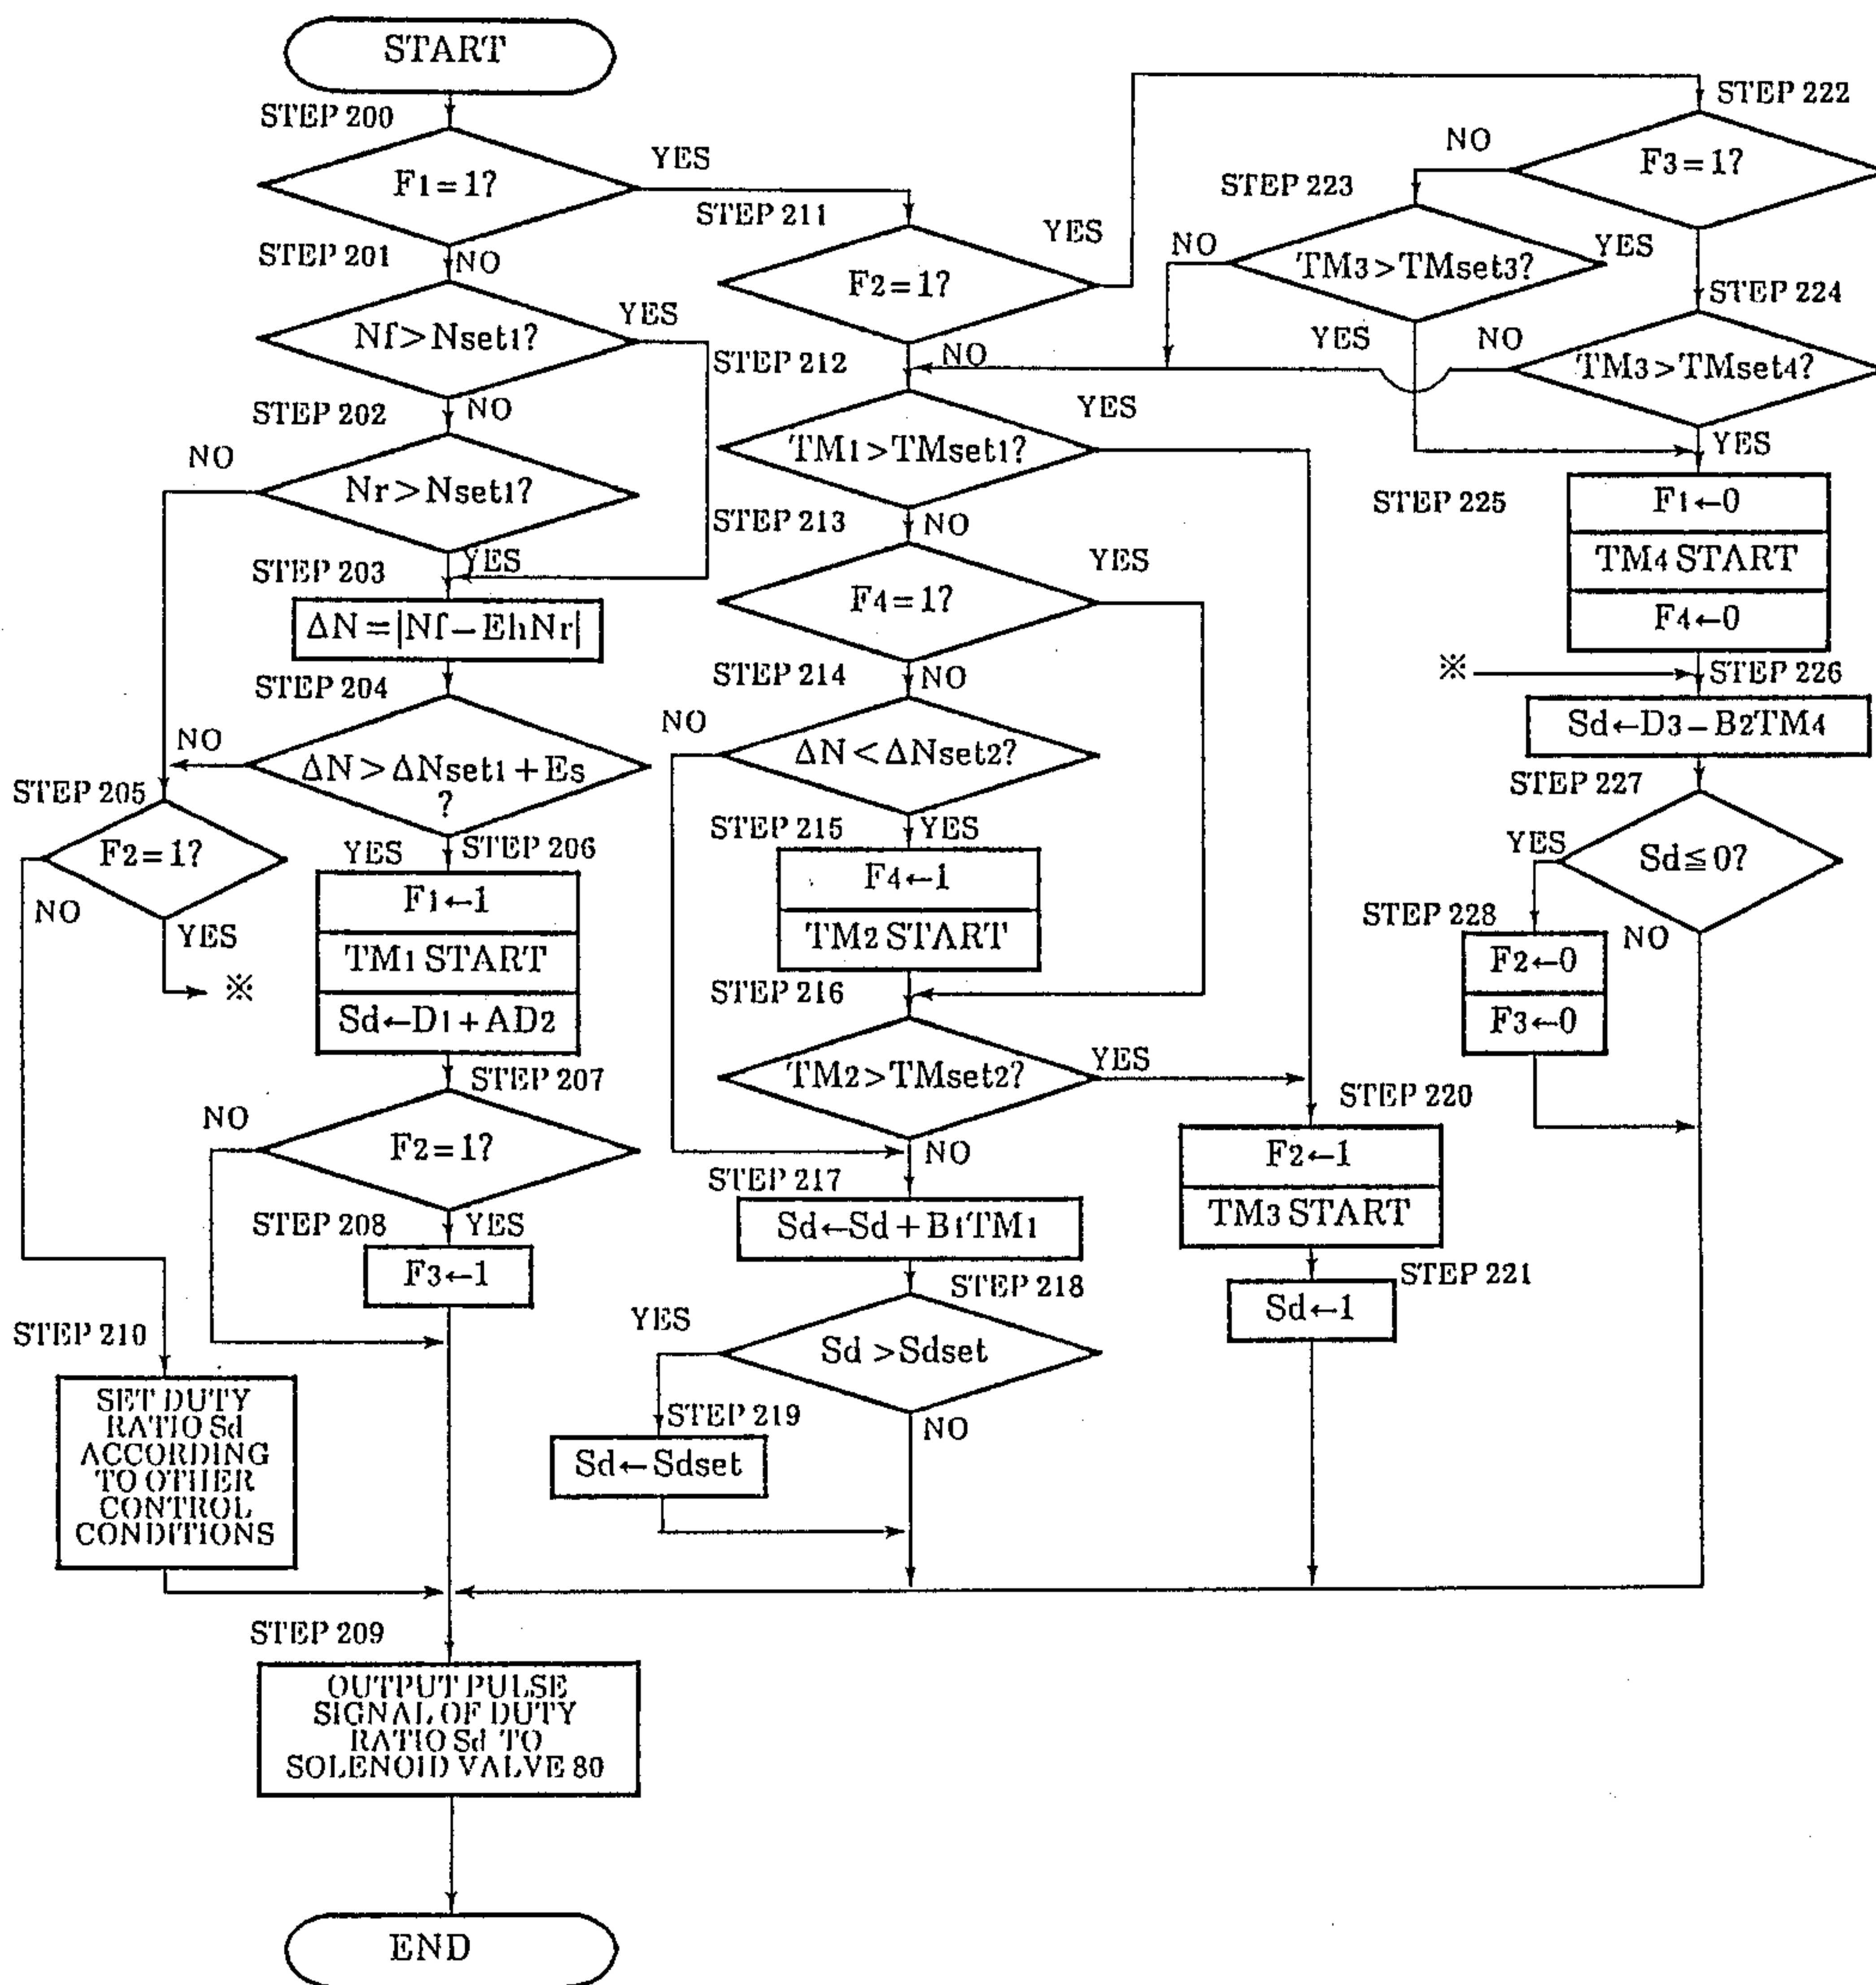 START
STEP 200
F1=1?
YES
STEP 201
NO
Nf>Nset1?
YES
STEP 202
NO
Nr>Nset1?
NO
STEP 203
YES
ΔN=|Nf-EhNr|
STEP 204
NO
ΔN>ΔNset1+Es
?
STEP 205
F2=1?
NO
YES
※
YES
STEP 206
F1←1
TM1 START
Sd←D1+AD2
STEP 207
NO
F2=1?
STEP 208
YES
F3←1
STEP 210
SET DUTY
RATIO Sd
ACCORDING
TO OTHER
CONTROL
CONDITIONS
STEP 209
OUTPUT PULSE
SIGNAL OF DUTY
RATIO Sd TO
SOLENOID VALVE 80
END
STEP 211
F2=1?
YES
STEP 212
NO
TM1>TMset1?
YES
STEP 213
NO
F4=1?
YES
STEP 214
NO
NO
ΔN<ΔNset2?
STEP 215
YES
F4←1
TM2 START
STEP 216
TM2>TMset2?
YES
NO
STEP 217
Sd←Sd+B1TM1
STEP 218
YES
Sd>Sdset
STEP 219
NO
Sd←Sdset
STEP 220
F2←1
TM3 START
STEP 221
Sd←1
STEP 222
F3=1?
NO
STEP 223
NO
TM3>TMset3?
YES
YES
STEP 224
NO
TM3>TMset4?
YES
STEP 225
F1←0
TM4 START
F4←0
※
STEP 226
Sd←D3-B2TM4
STEP 227
YES
Sd≦0?
STEP 228
NO
F2←0
F3←0